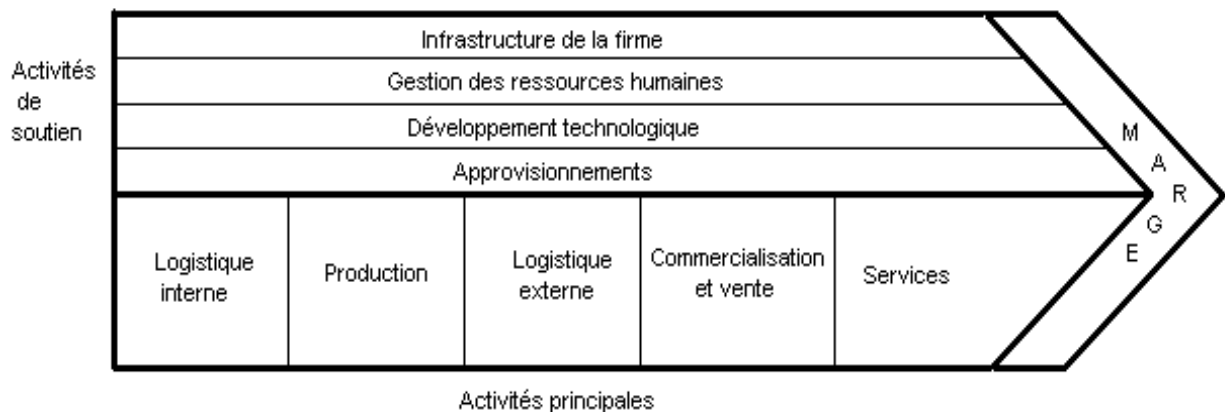 Activités
de
soutien
Infrastructure de la firme
Gestion des ressources humaines
Développement technologique
Approvisionnements
Logistique
interne
Production
Logistique
externe
Commercialisation
et vente
Services
MARGE
Activités principales